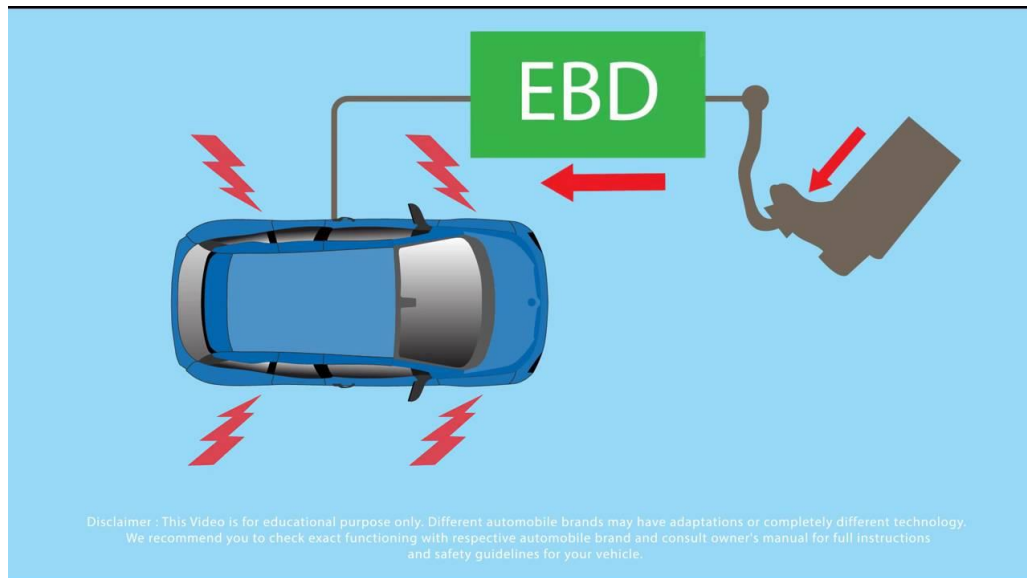 EBD
Disclaimer : This Video is for educational purpose only. Different automobile brands may have adaptations or completely different technology.
We recommend you to check exact functioning with respective automobile brand and consult owner's manual for full instructions
and safety guidelines for your vehicle.